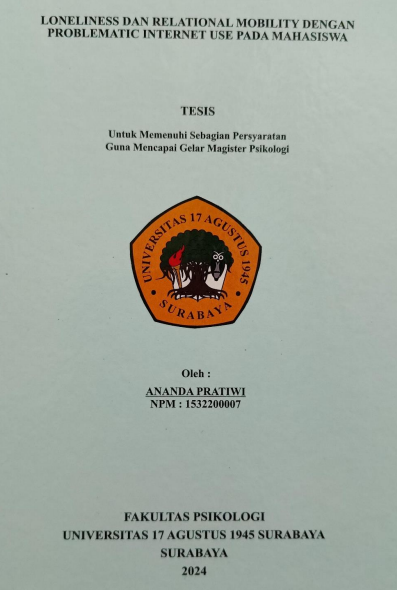 LONELINESS DAN RELATIONAL MOBILITY DENGAN
PROBLEMATIC INTERNET USE PADA MAHASISWA
TESIS
Untuk Memenuhi Sebagian Persyaratan
Guna Mencapai Gelar Magister Psikologi
UNIVERSITAS 17 AGUSTUS 1945
• SURABAYA •
Oleh :
ANANDA PRATIWI
NPM : 1532200007
FAKULTAS PSIKOLOGI
UNIVERSITAS 17 AGUSTUS 1945 SURABAYA
SURABAYA
2024